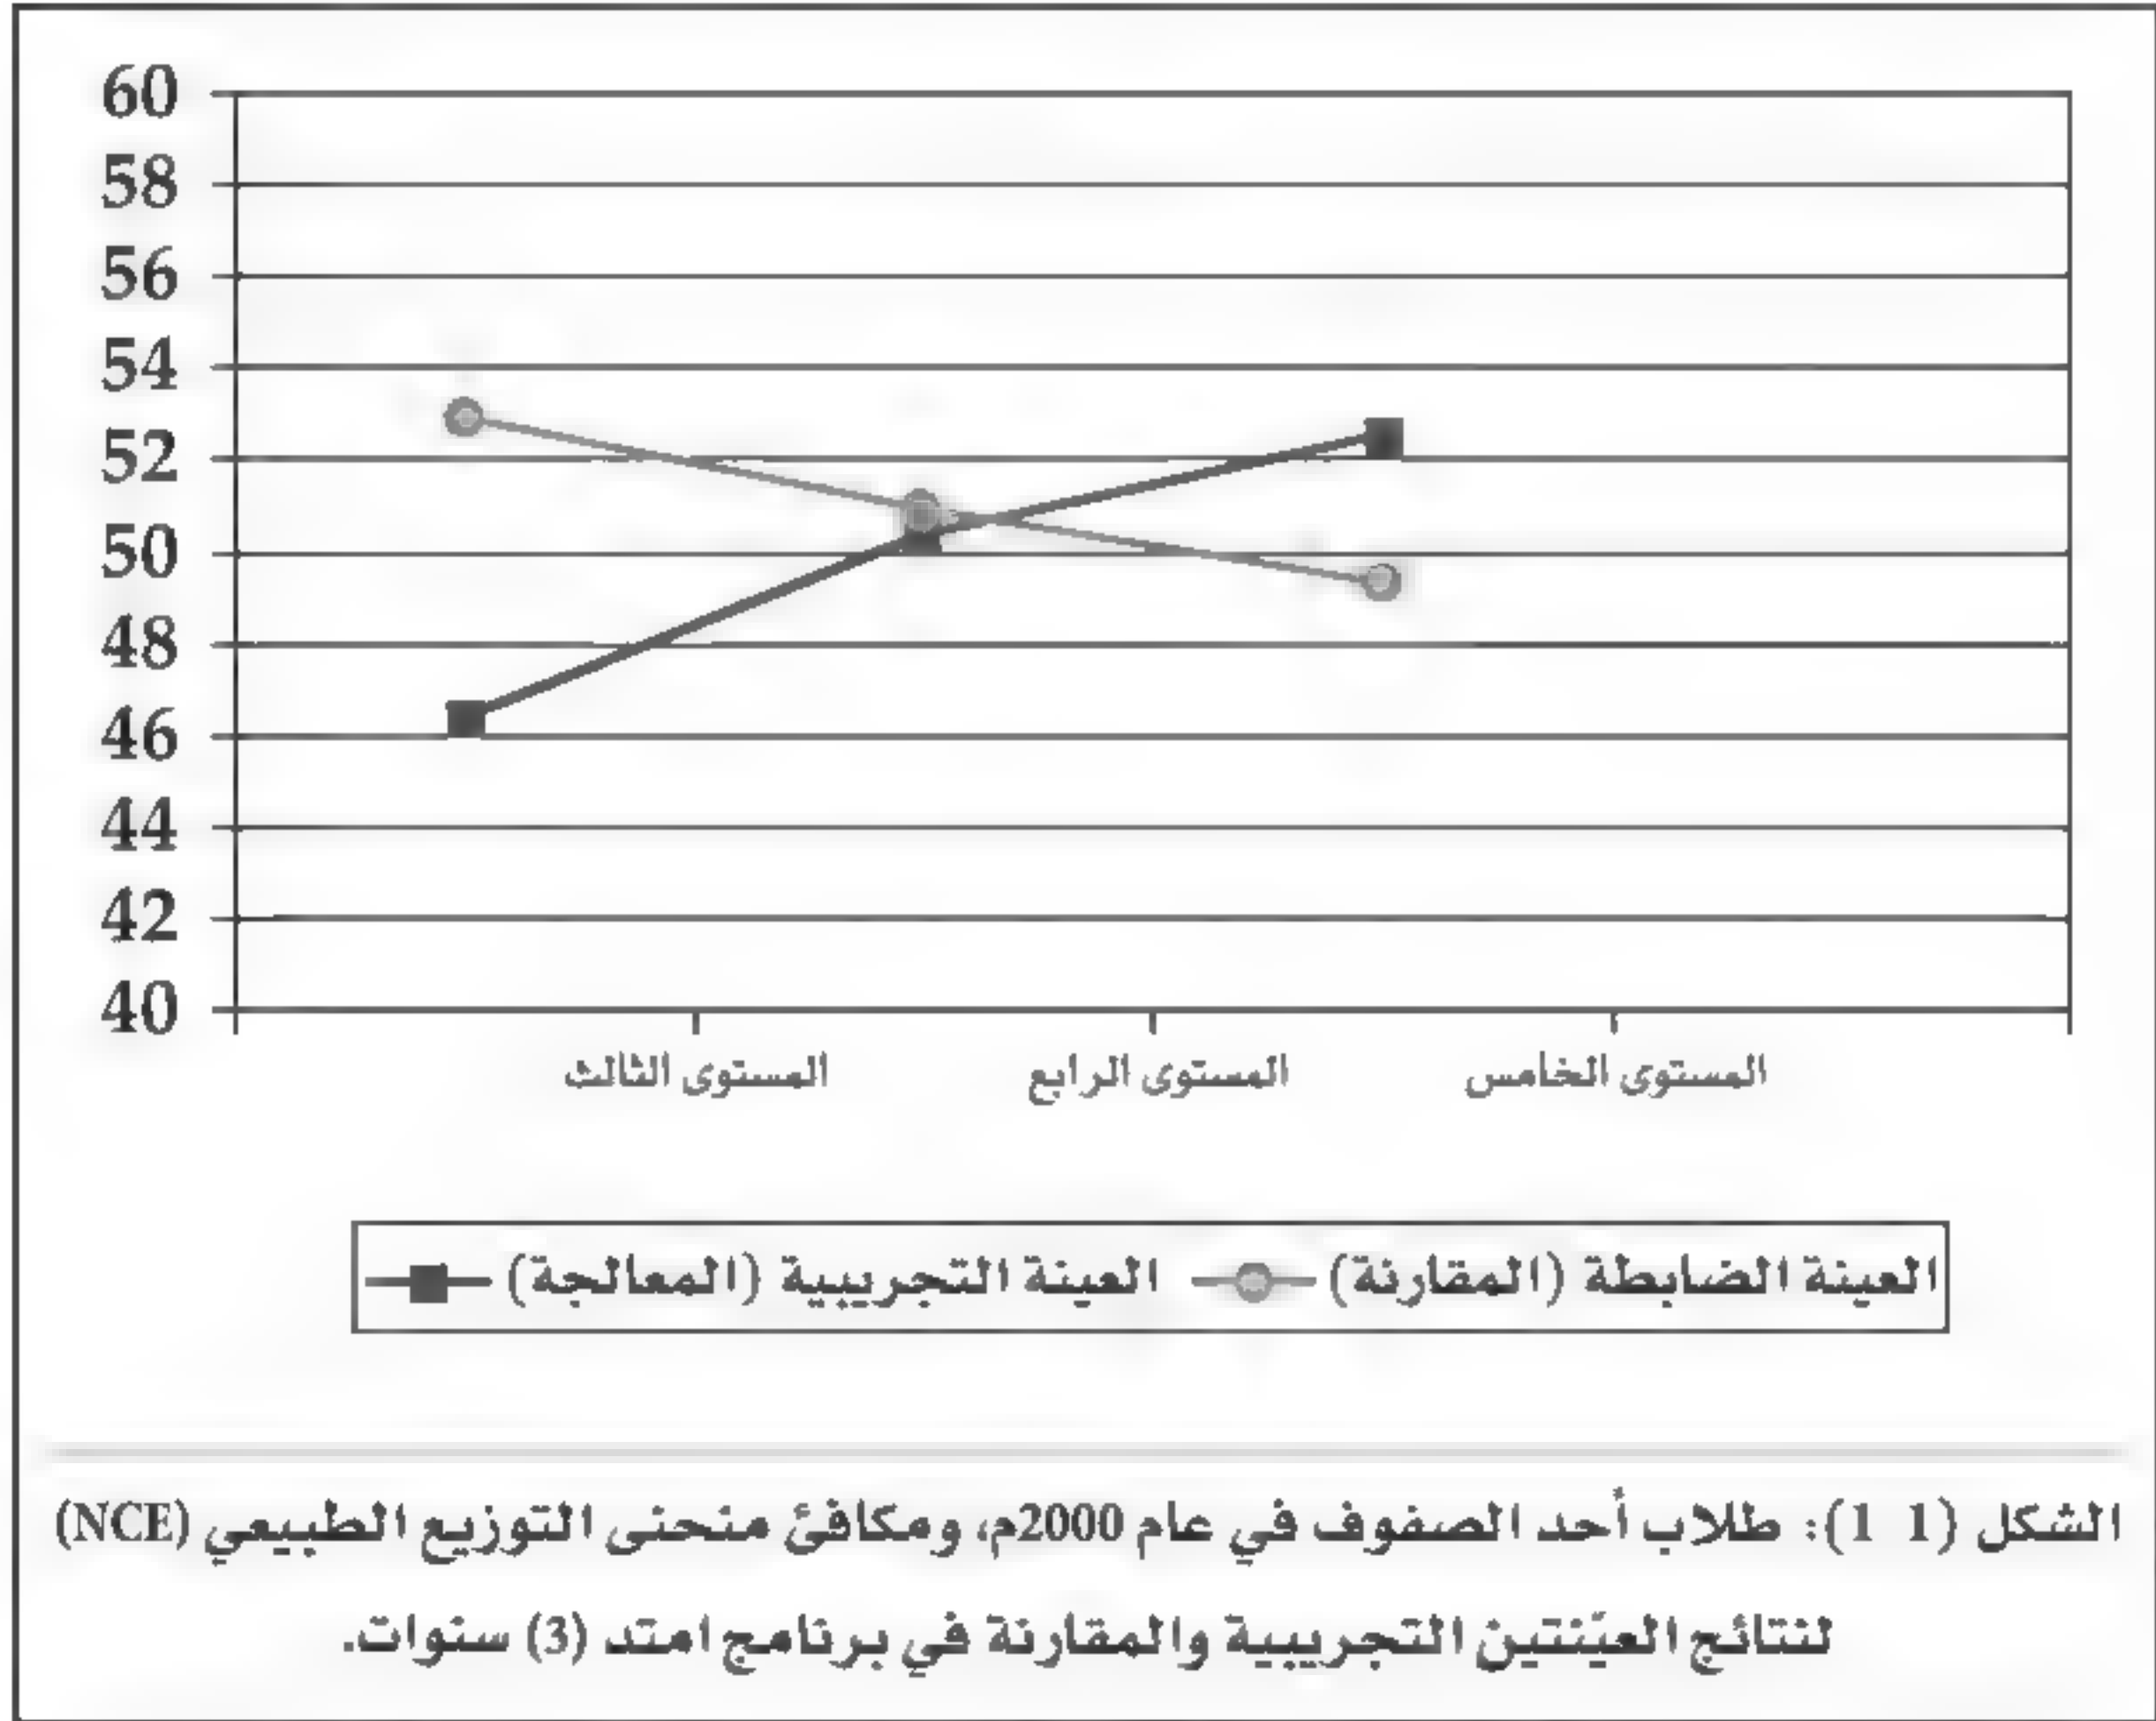 60
58
56
54
52
50
48
46
44
42
40
المستوى الثالث
المستوى الرابع
المستوى الخامس
العينة التجريبية (المعالجة)
العينة الضابطة (المقارنة)
الشكل (1 1): طلاب أحد الصفوف في عام 2000م، ومكافئ منحنى التوزيع الطبيعي (NCE)
لنتائج العيّنتين التجريبية والمقارنة في برنامج امتد (3) سنوات.